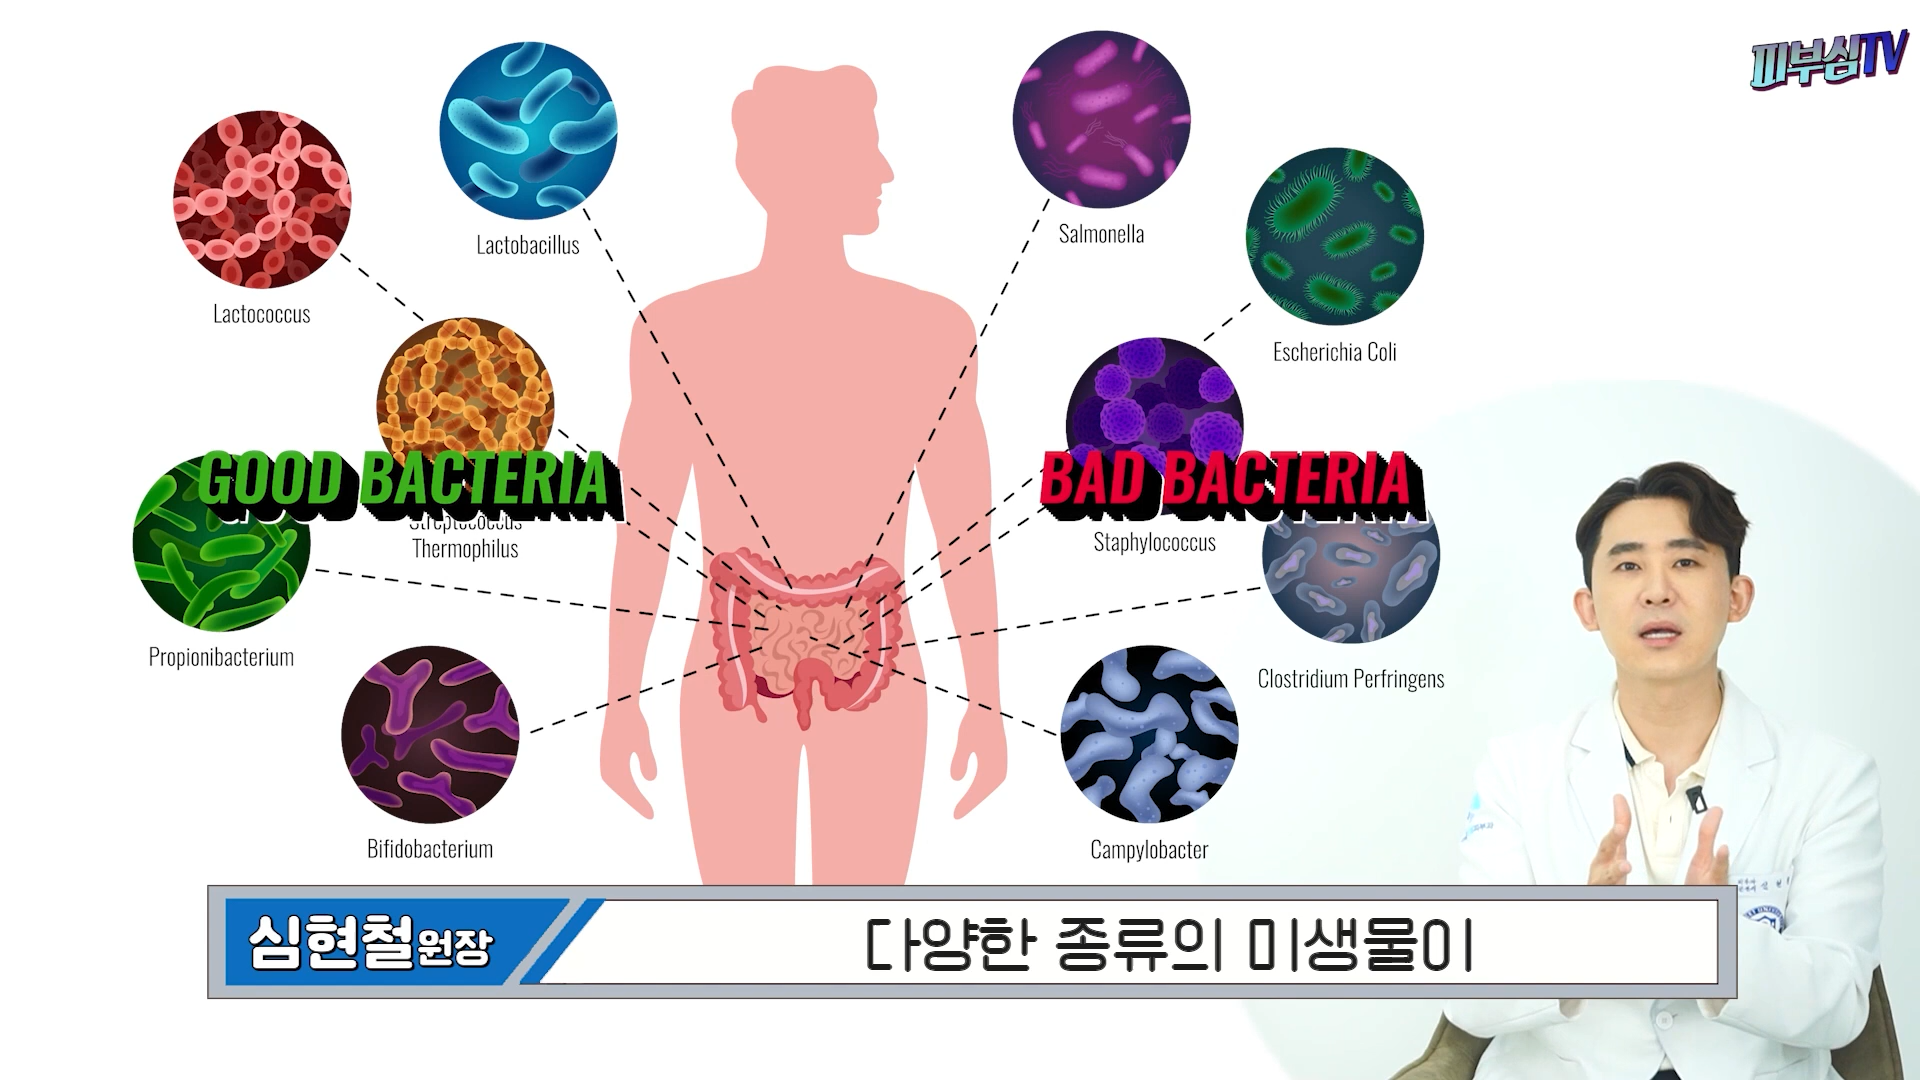 피부심TV
Lactobacillus
Salmonella
Lactococcus
Escherichia Coli
GOOD BACTERIA
BAD BACTERIA
Streptococcus
Thermophilus
Staphylococcus
Propionibacterium
Clostridium Perfringens
Bifidobacterium
Campylobacter
심현철원장
다양한 종류의 미생물이